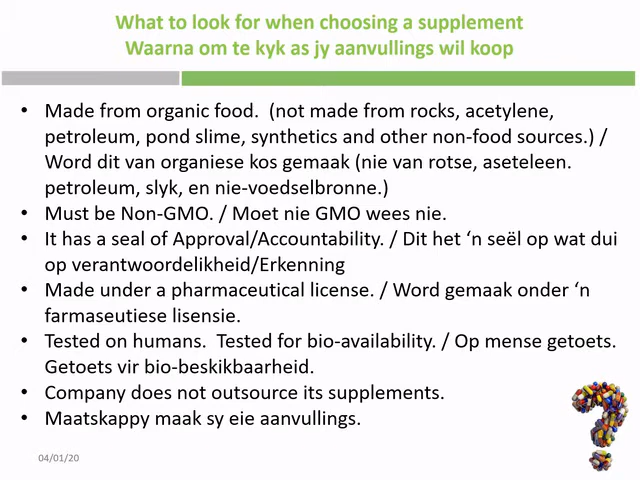 What to look for when choosing a supplement
Waarna om te kyk as jy aanvullings wil koop
• Made from organic food.  (not made from rocks, acetylene,
petroleum, pond slime, synthetics and other non-food sources.) /
Word dit van organiese kos gemaak (nie van rotse, aseteleen.
petroleum, slyk, en nie-voedselbronne.)
• Must be Non-GMO. / Moet nie GMO wees nie.
• It has a seal of Approval/Accountability. / Dit het ‘n seël op wat dui
op verantwoordelikheid/Erkenning
• Made under a pharmaceutical license. / Word gemaak onder ‘n
farmaseutiese lisensie.
• Tested on humans.  Tested for bio-availability. / Op mense getoets.
Getoets vir bio-beskikbaarheid.
• Company does not outsource its supplements.
• Maatskappy maak sy eie aanvullings.
04/01/20